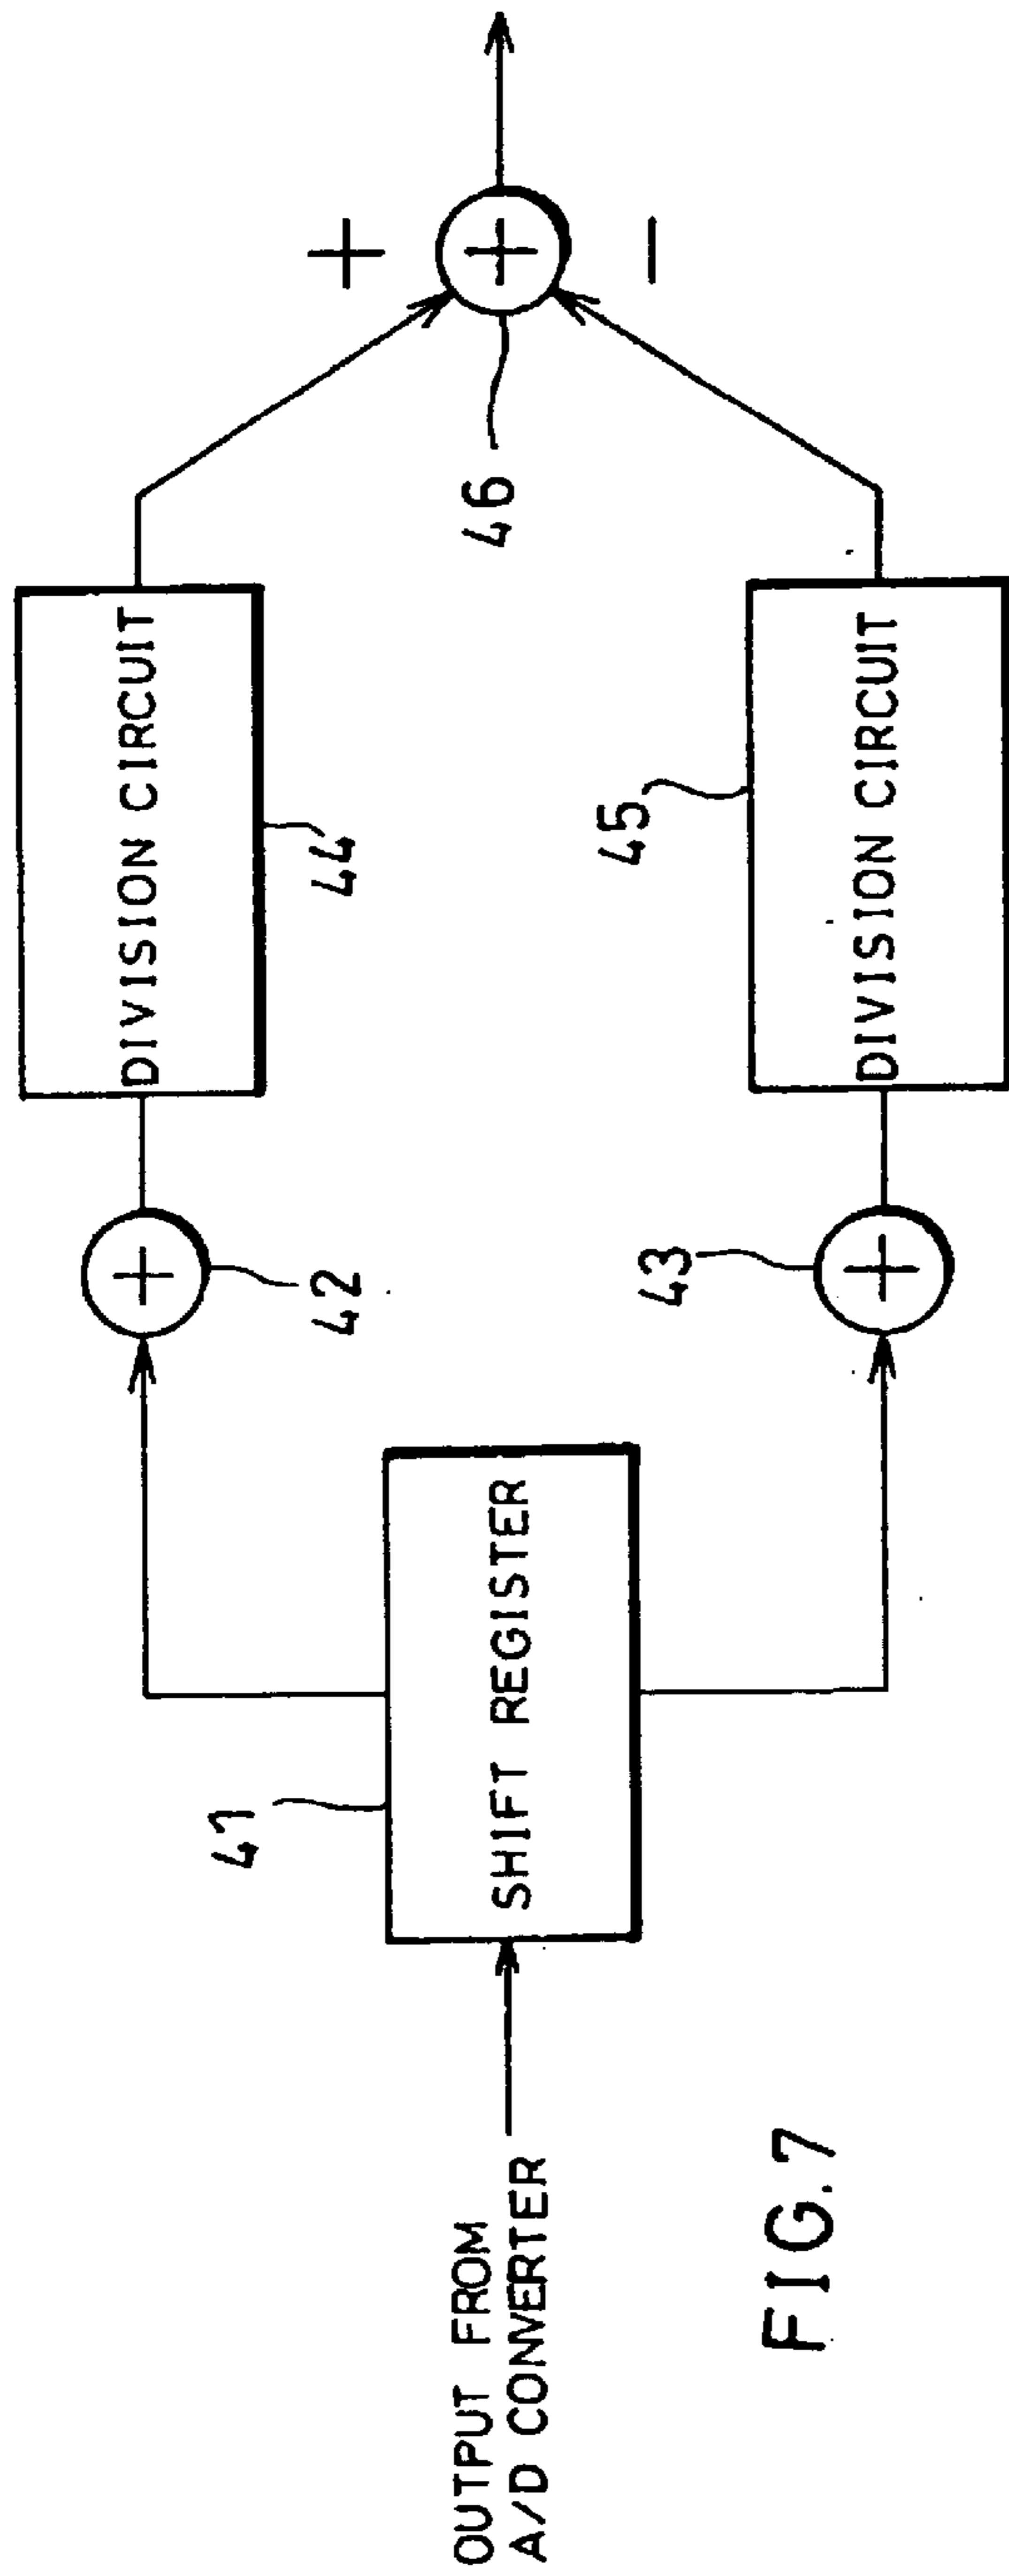 OUTPUT FROM
A/D CONVERTER
41
SHIFT REGISTER
42
43
DIVISION CIRCUIT
44
45
DIVISION CIRCUIT
46
+
+
+
+
−
FIG. 7